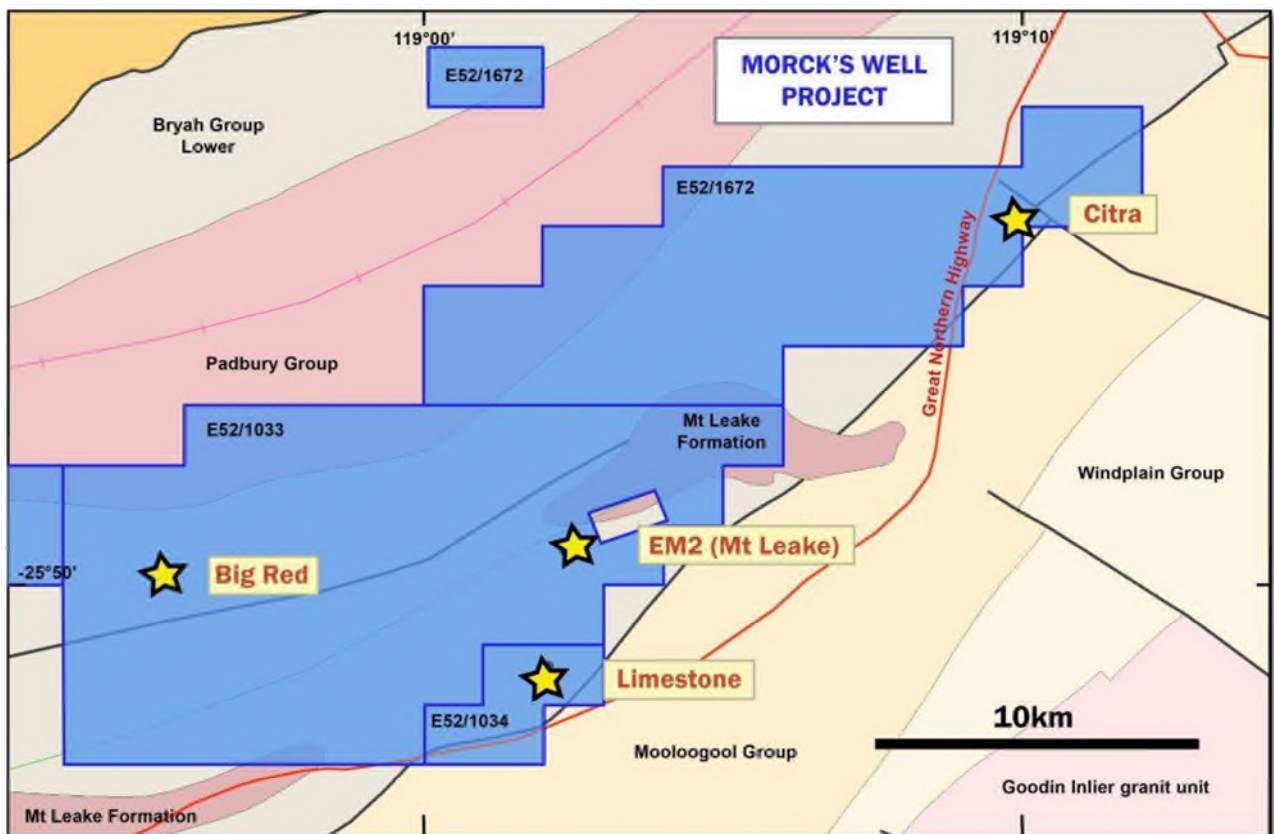 119°00'
119°10'
E52/1672
MORCK'S WELL
PROJECT
Bryah Group
Lower
E52/1672
Citra
Great Northern Highway
Padbury Group
E52/1033
Mt Leake
Formation
Windplain Group
EM2 (Mt Leake)
-25°50'
Big Red
Limestone
E52/1034
10km
Mooloogool Group
Goodin Inlier granit unit
Mt Leake Formation